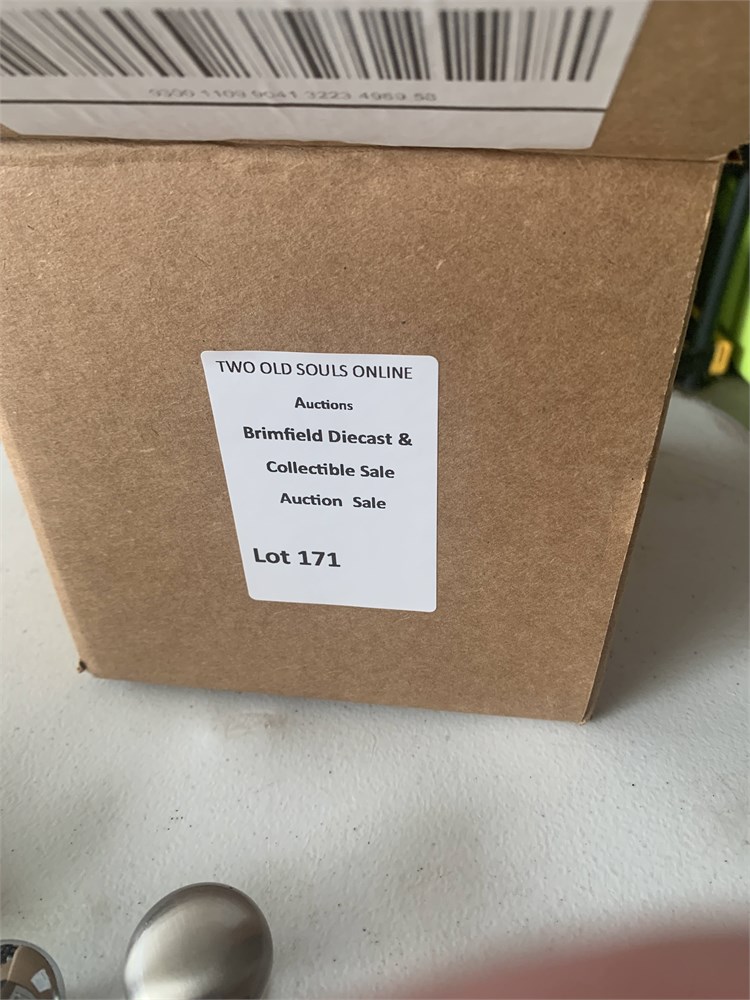 9300 1109 9041 3223 4969 58
TWO OLD SOULS ONLINE
Auctions
Brimfield Diecast &
Collectible Sale
Auction Sale
Lot 171